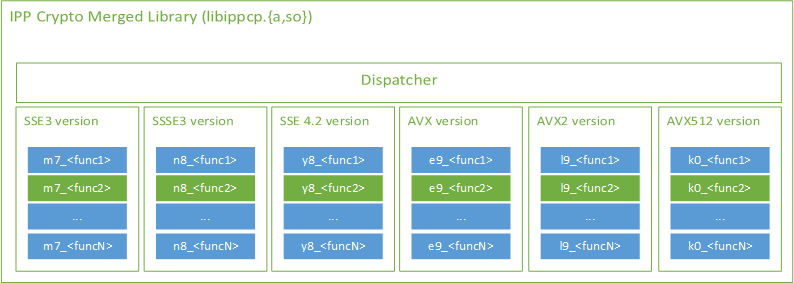 IPP Crypto Merged Library (libippcp.{a,so})
Dispatcher
SSE3 version
m7_<func1>
m7_<func2>
...
m7_<funcN>
SSSE3 version
n8_<func1>
n8_<func2>
...
n8_<funcN>
SSE 4.2 version
y8_<func1>
y8_<func2>
...
y8_<funcN>
AVX version
e9_<func1>
e9_<func2>
...
e9_<funcN>
AVX2 version
l9_<func1>
l9_<func2>
...
l9_<funcN>
AVX512 version
k0_<func1>
k0_<func2>
...
k0_<funcN>